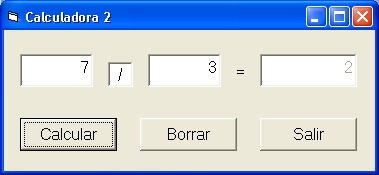 Calculadora 2
7 / 3 = 2
Calcular Borrar Salir